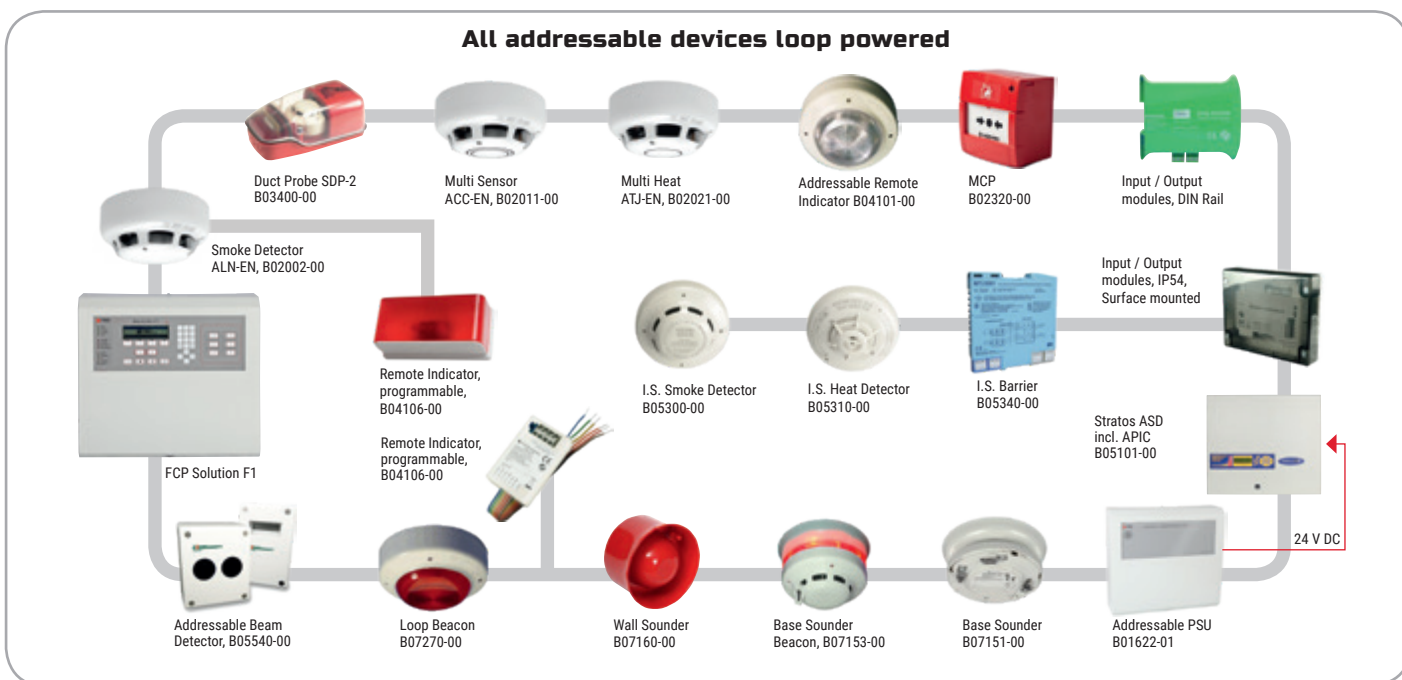 All addressable devices loop powered
Duct Probe SDP-2
B03400-00
Multi Sensor
ACC-EN, B02011-00
Multi Heat
ATJ-EN, B02021-00
Addressable Remote
Indicator B04101-00
MCP
B02320-00
Input / Output
modules, DIN Rail
Smoke Detector
ALN-EN, B02002-00
Input / Output
modules, IP54,
Surface mounted
Remote Indicator,
programmable,
B04106-00
I.S. Smoke Detector
B05300-00
I.S. Heat Detector
B05310-00
I.S. Barrier
B05340-00
Stratos ASD
incl. APIC
B05101-00
Remote Indicator,
programmable,
B04106-00
FCP Solution F1
24 V DC
Addressable Beam
Detector, B05540-00
Loop Beacon
B07270-00
Wall Sounder
B07160-00
Base Sounder
Beacon, B07153-00
Base Sounder
B07151-00
Addressable PSU
B01622-01